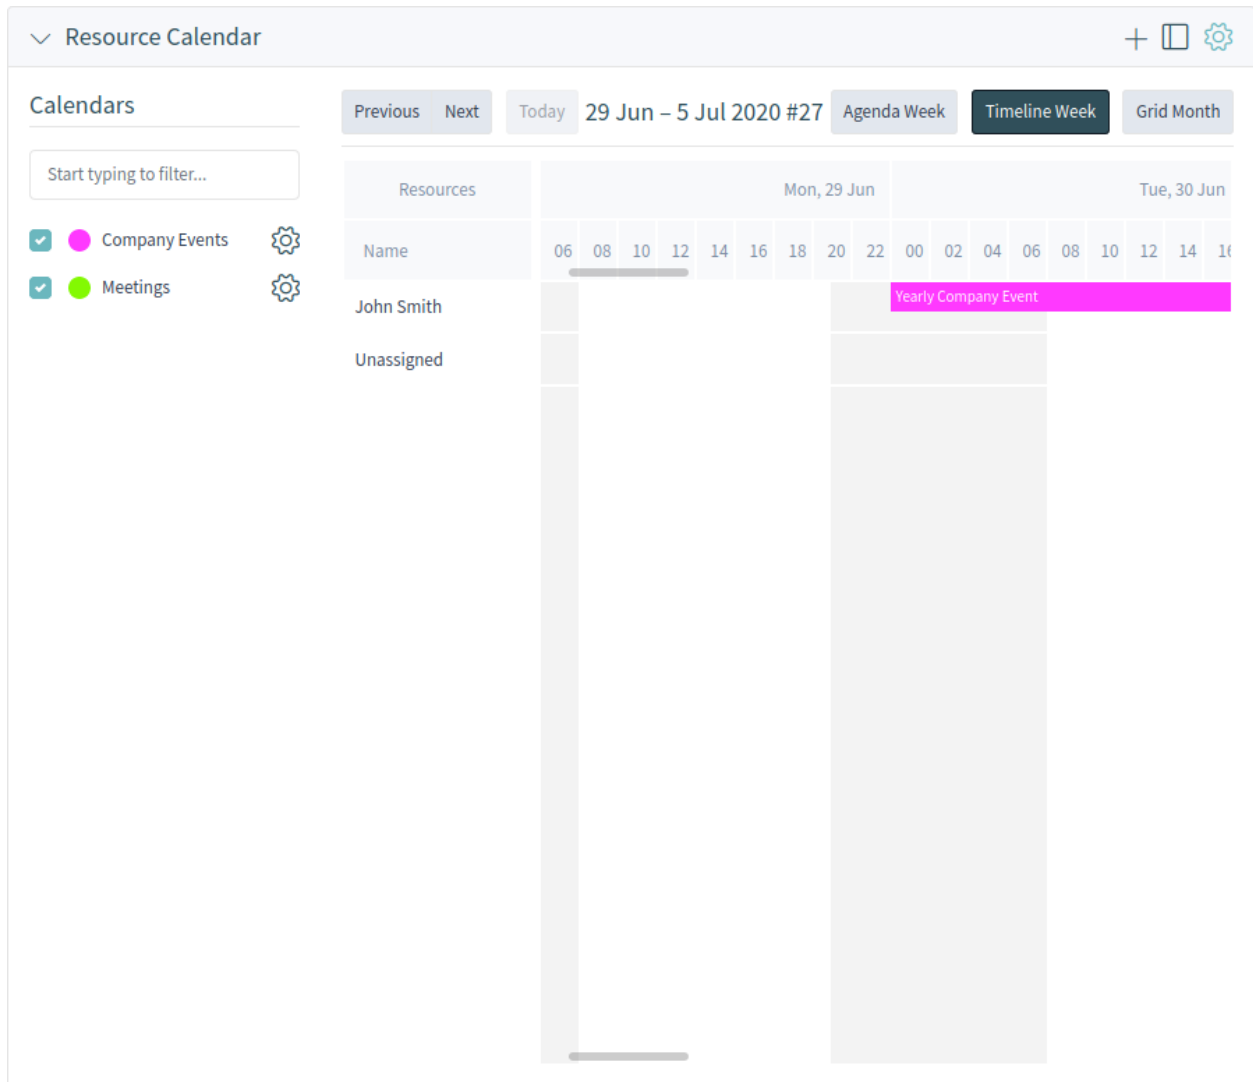 Resource Calendar
Calendars
Previous Next Today 29 Jun – 5 Jul 2020 #27 Agenda Week Timeline Week Grid Month
Start typing to filter...
Resources Mon, 29 Jun Tue, 30 Jun
Company Events
Name 06 08 10 12 14 16 18 20 22 00 02 04 06 08 10 12 14 16
Meetings
John Smith Yearly Company Event
Unassigned